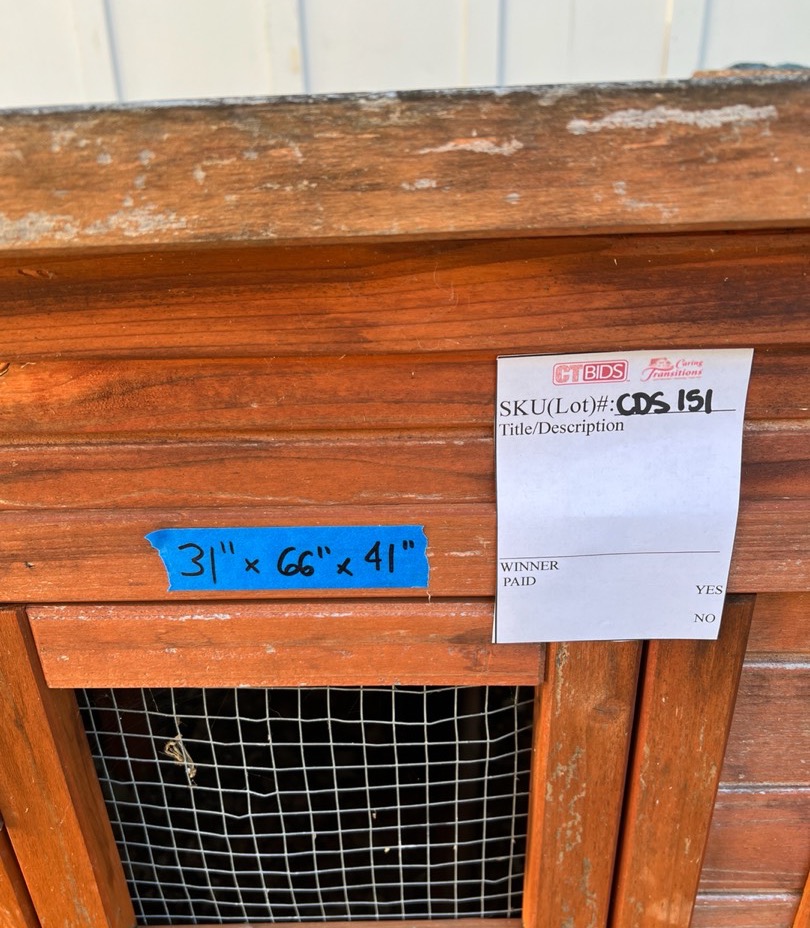 CTBIDS Caring Transitions
SKU(Lot)#: CDS 151
Title/Description
31" x 66" x 41"
WINNER
PAID
YES
NO